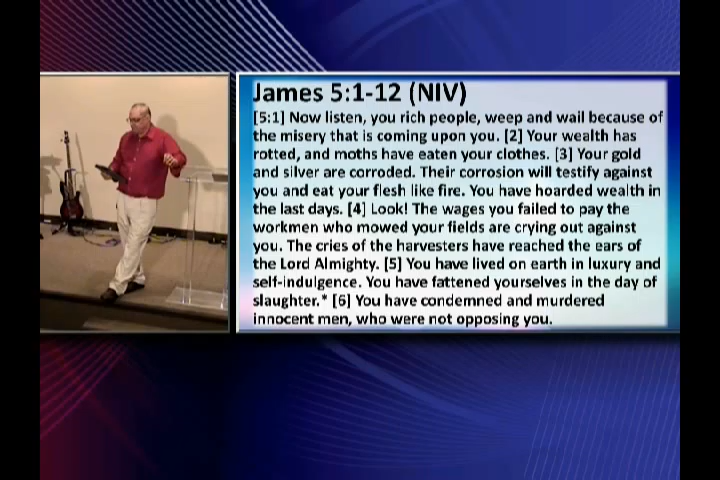 James 5:1-12 (NIV)
[5:1] Now listen, you rich people, weep and wail because of
the misery that is coming upon you. [2] Your wealth has
rotted, and moths have eaten your clothes. [3] Your gold
and silver are corroded. Their corrosion will testify against
you and eat your flesh like fire. You have hoarded wealth in
the last days. [4] Look! The wages you failed to pay the
workmen who mowed your fields are crying out against
you. The cries of the harvesters have reached the ears of
the Lord Almighty. [5] You have lived on earth in luxury and
self-indulgence. You have fattened yourselves in the day of
slaughter.* [6] You have condemned and murdered
innocent men, who were not opposing you.